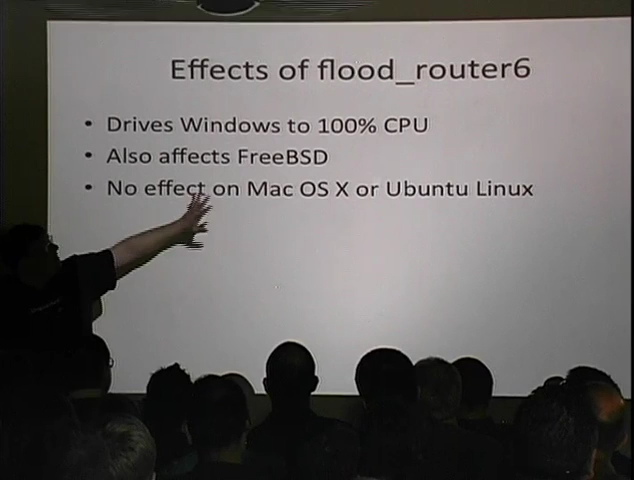 Effects of flood_router6
• Drives Windows to 100% CPU
• Also affects FreeBSD
• No effect on Mac OS X or Ubuntu Linux